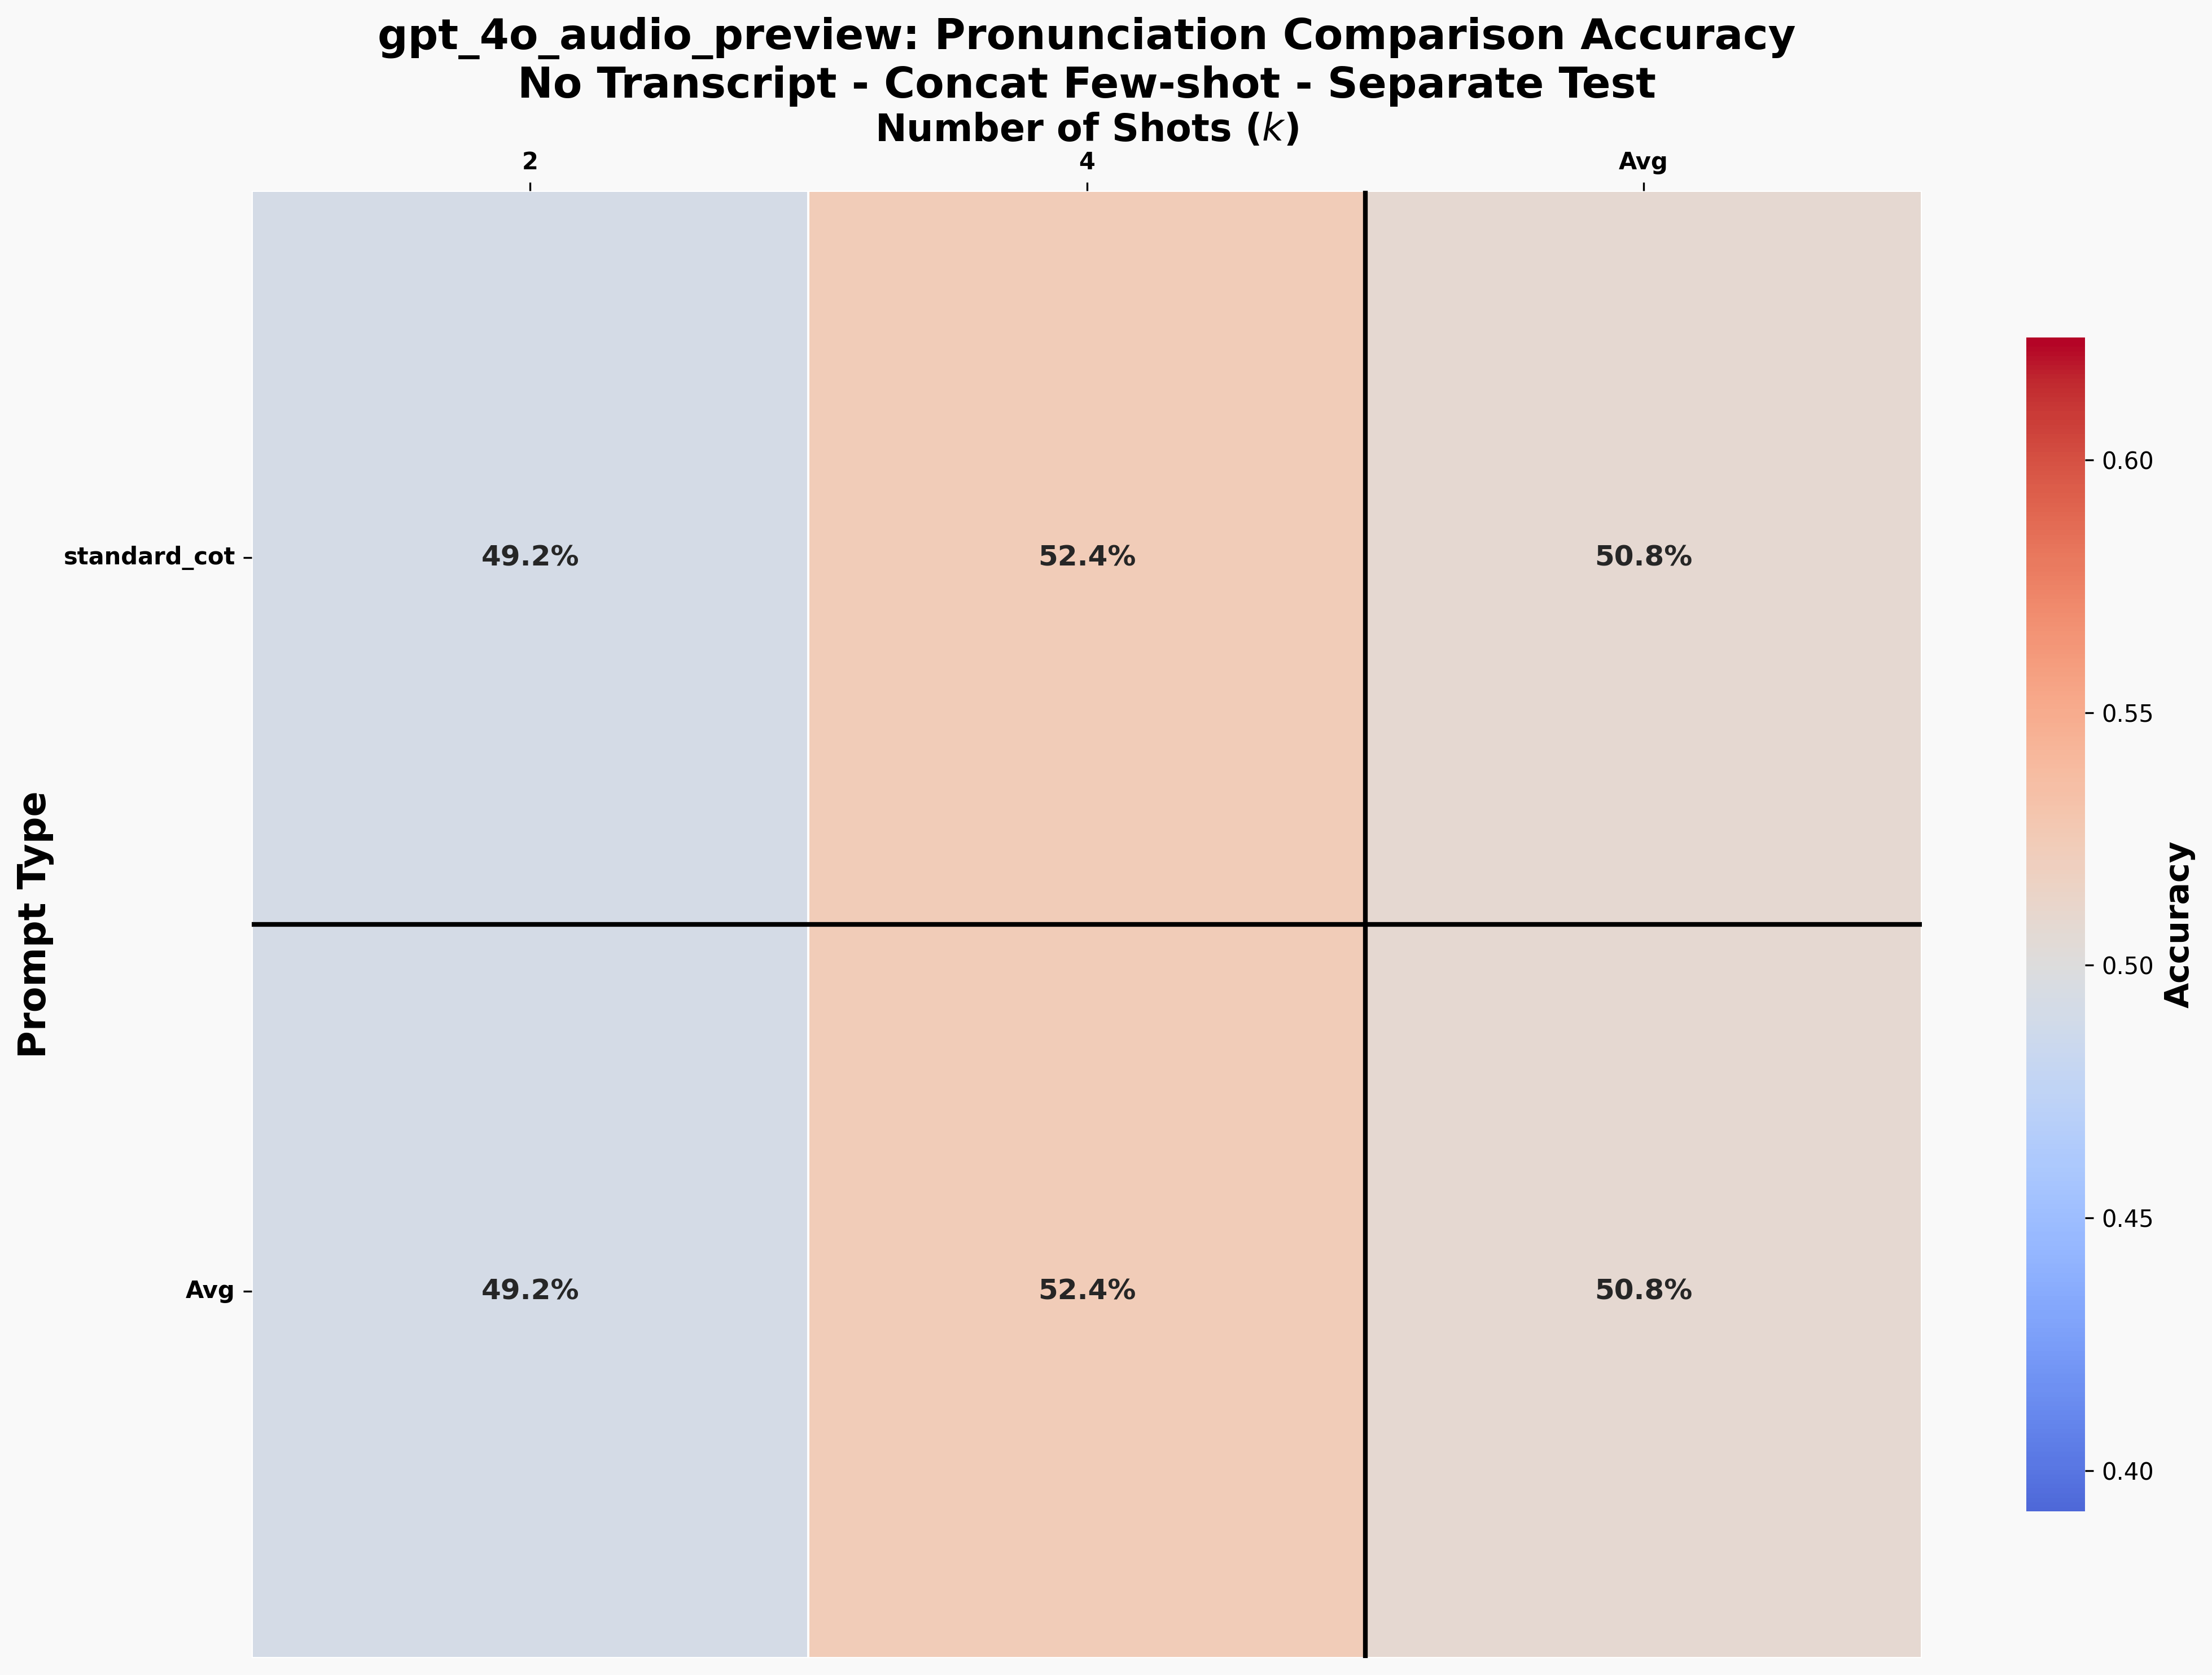 gpt_4o_audio_preview: Pronunciation Comparison Accuracy
No Transcript - Concat Few-shot - Separate Test
Number of Shots (k)
2 4 Avg
standard_cot 49.2% 52.4% 50.8%
Avg 49.2% 52.4% 50.8%
Prompt Type
0.60
0.55
0.50
0.45
0.40
Accuracy